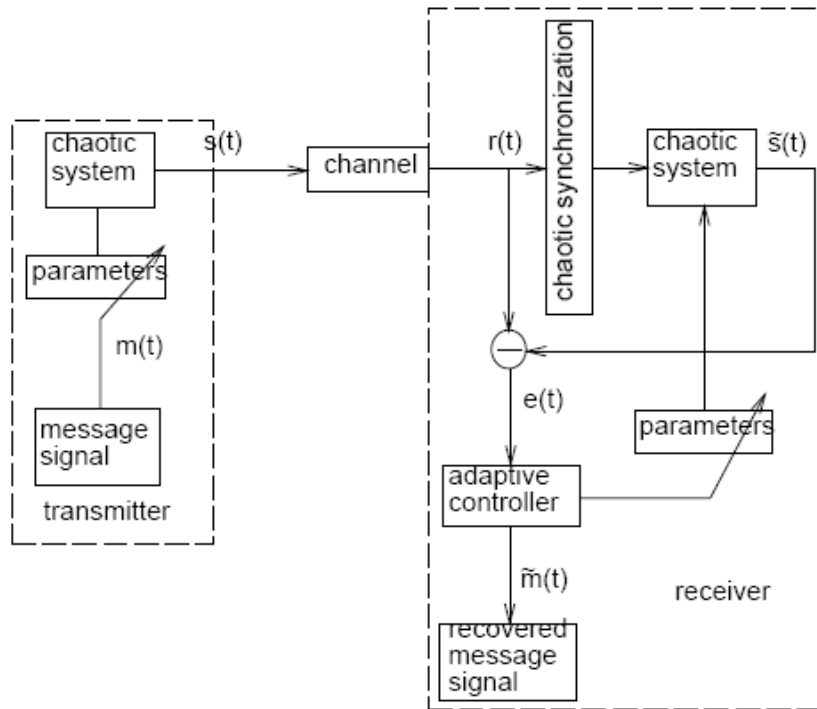 chaotic
system
s(t)
parameters
m(t)
message
signal
transmitter
channel
r(t)
chaotic synchronization
chaotic
system
s̃(t)
e(t)
parameters
adaptive
controller
m̃(t)
recovered
message
signal
receiver